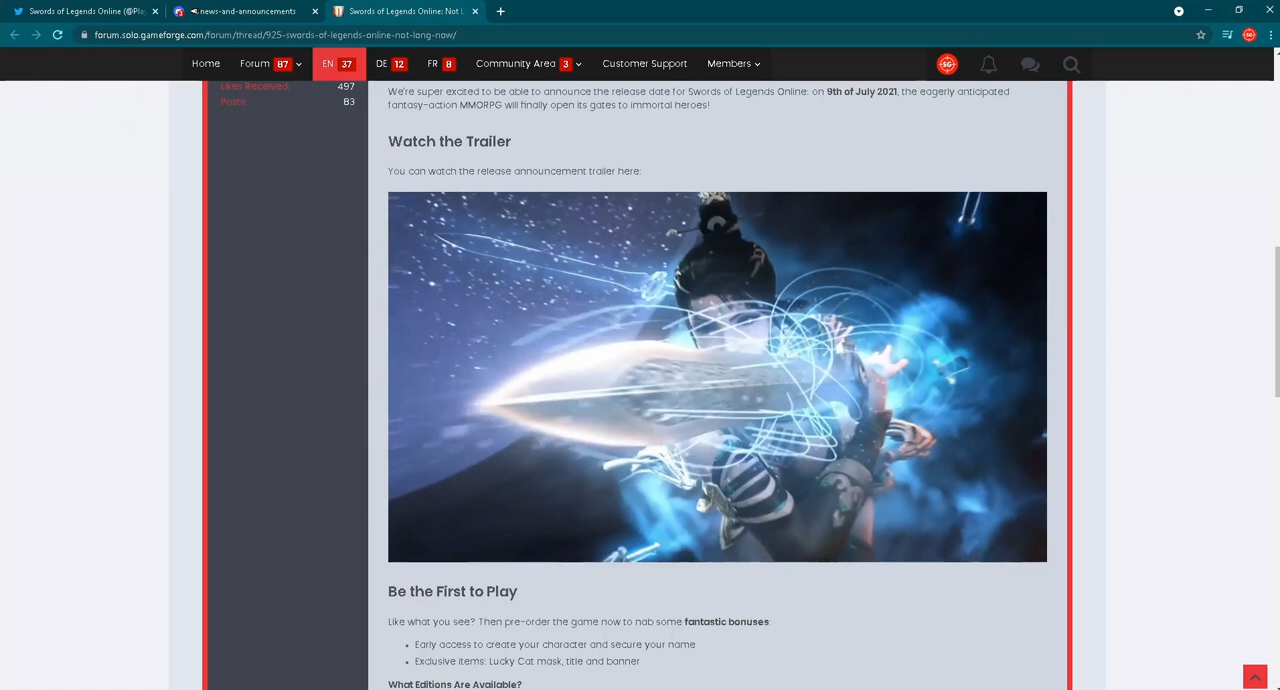 Swords of Legends Online (@Pla
news-and-announcements
Swords of Legends Online: Not L
forum.solo.gameforge.com/forum/thread/925-swords-of-legends-online-not-long-now/
Home Forum 87 EN 37 DE 12 FR 8 Community Area 3 Customer Support Members
SG
Likes Received: 497
Posts: 83
We're super excited to be able to announce the release date for Swords of Legends Online: on 9th of July 2021, the eagerly anticipated
fantasy-action MMORPG will finally open its gates to immortal heroes!
Watch the Trailer
You can watch the release announcement trailer here:
Be the First to Play
Like what you see? Then pre-order the game now to nab some fantastic bonuses:
• Early access to create your character and secure your name
• Exclusive items: Lucky Cat mask, title and banner
What Editions Are Available?